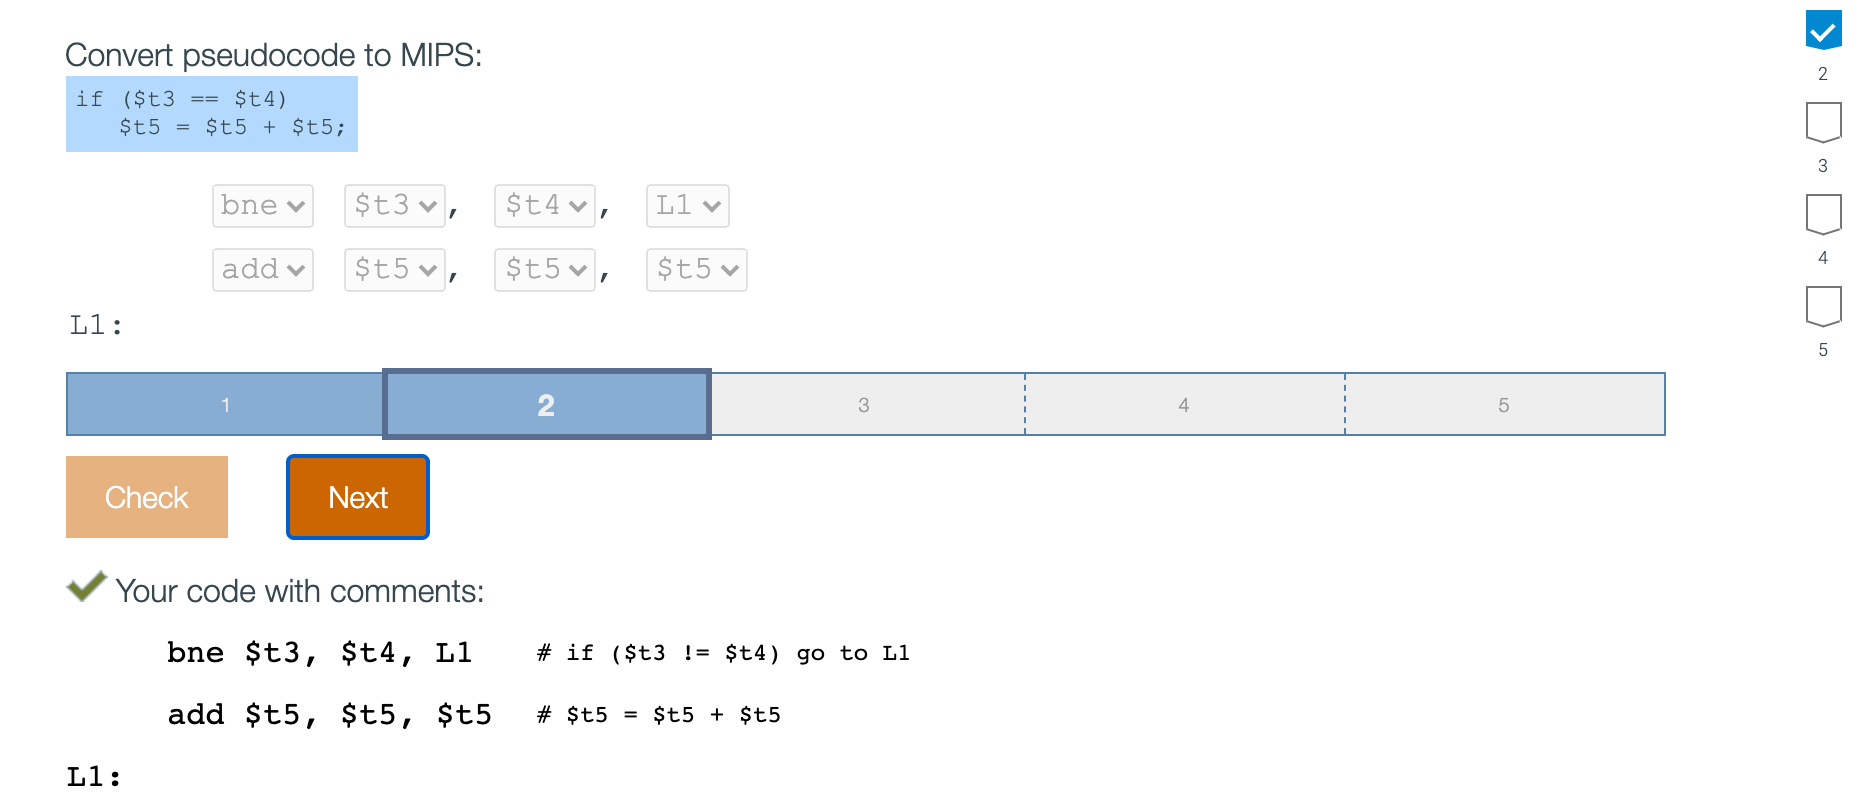 Convert pseudocode to MIPS:
if ($t3 == $t4)
   $t5 = $t5 + $t5;
bne $t3, $t4, L1
add $t5, $t5, $t5
L1:
1 2 3 4 5
Check Next
Your code with comments:
bne $t3, $t4, L1 # if ($t3 != $t4) go to L1
add $t5, $t5, $t5 # $t5 = $t5 + $t5
L1:
2
3
4
5